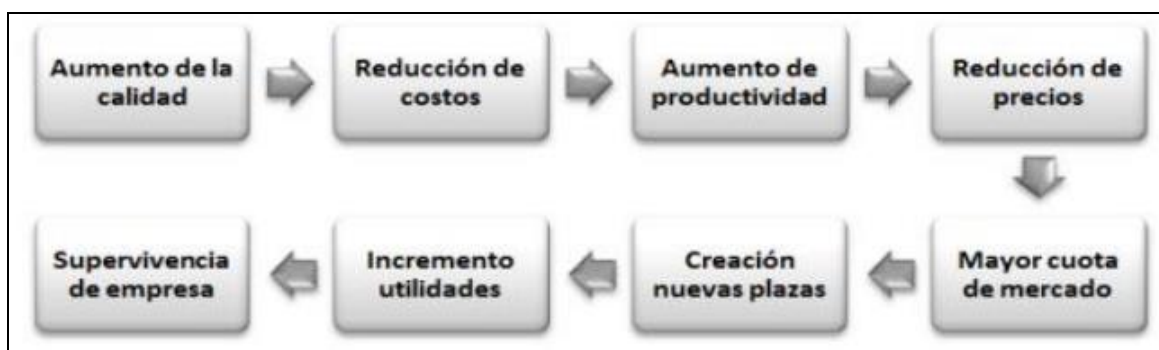 Aumento de la
calidad
Reducción de
costos
Aumento de
productividad
Reducción de
precios
Mayor cuota
de mercado
Creación
nuevas plazas
Incremento
utilidades
Supervivencia
de empresa